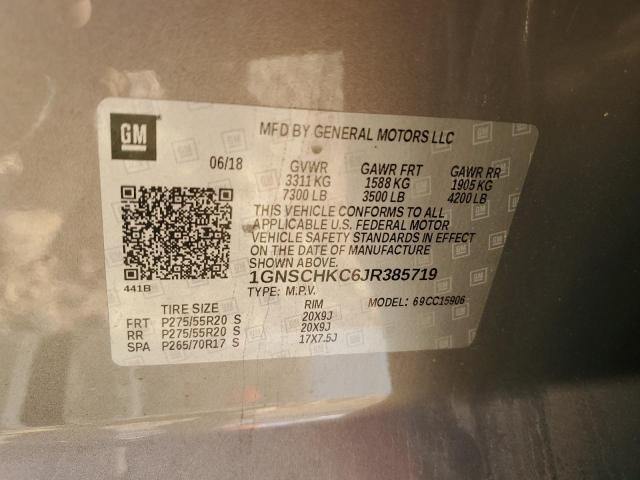 GM
MFD BY GENERAL MOTORS LLC
06/18 GVWR GAWR FRT GAWR RR
3311 KG 1588 KG 1905 KG
7300 LB 3500 LB 4200 LB
THIS VEHICLE CONFORMS TO ALL
APPLICABLE U.S. FEDERAL MOTOR
VEHICLE SAFETY STANDARDS IN EFFECT
ON THE DATE OF MANUFACTURE
SHOWN ABOVE.
1GNSCHKC6JR385719
441B TYPE: M.P.V. MODEL: 69CC15906
TIRE SIZE RIM
FRT P275/55R20 S 20X9J
RR P275/55R20 S 20X9J
SPA P265/70R17 S 17X7.5J